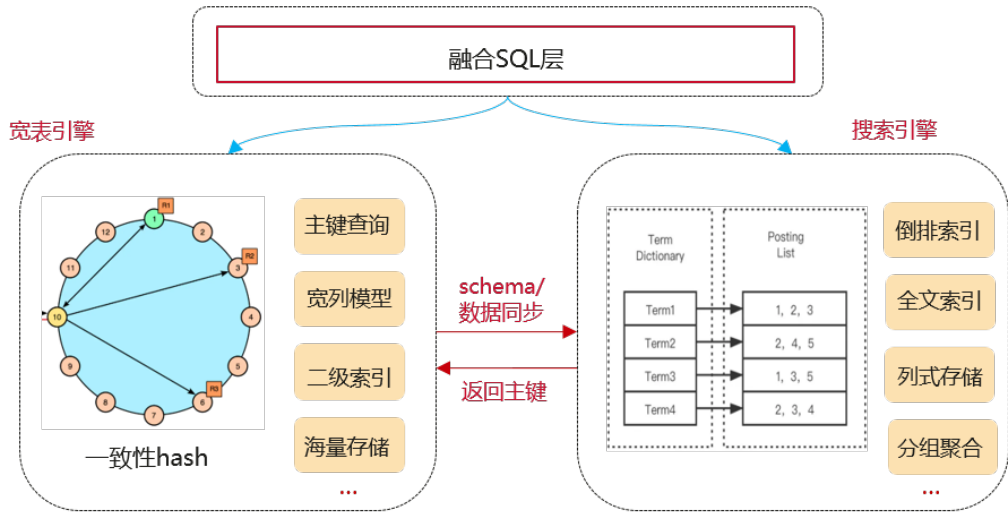 融合SQL层
宽表引擎
搜索引擎
R1
1
12
2
R2
11
3
10
4
9
5
R3
8
6
7
一致性hash
主键查询
宽列模型
二级索引
海量存储
...
schema/
数据同步
返回主键
Term
Dictionary
Posting
List
Term1
1, 2, 3
Term2
2, 4, 5
Term3
1, 3, 5
Term4
2, 3, 4
倒排索引
全文索引
列式存储
分组聚合
...